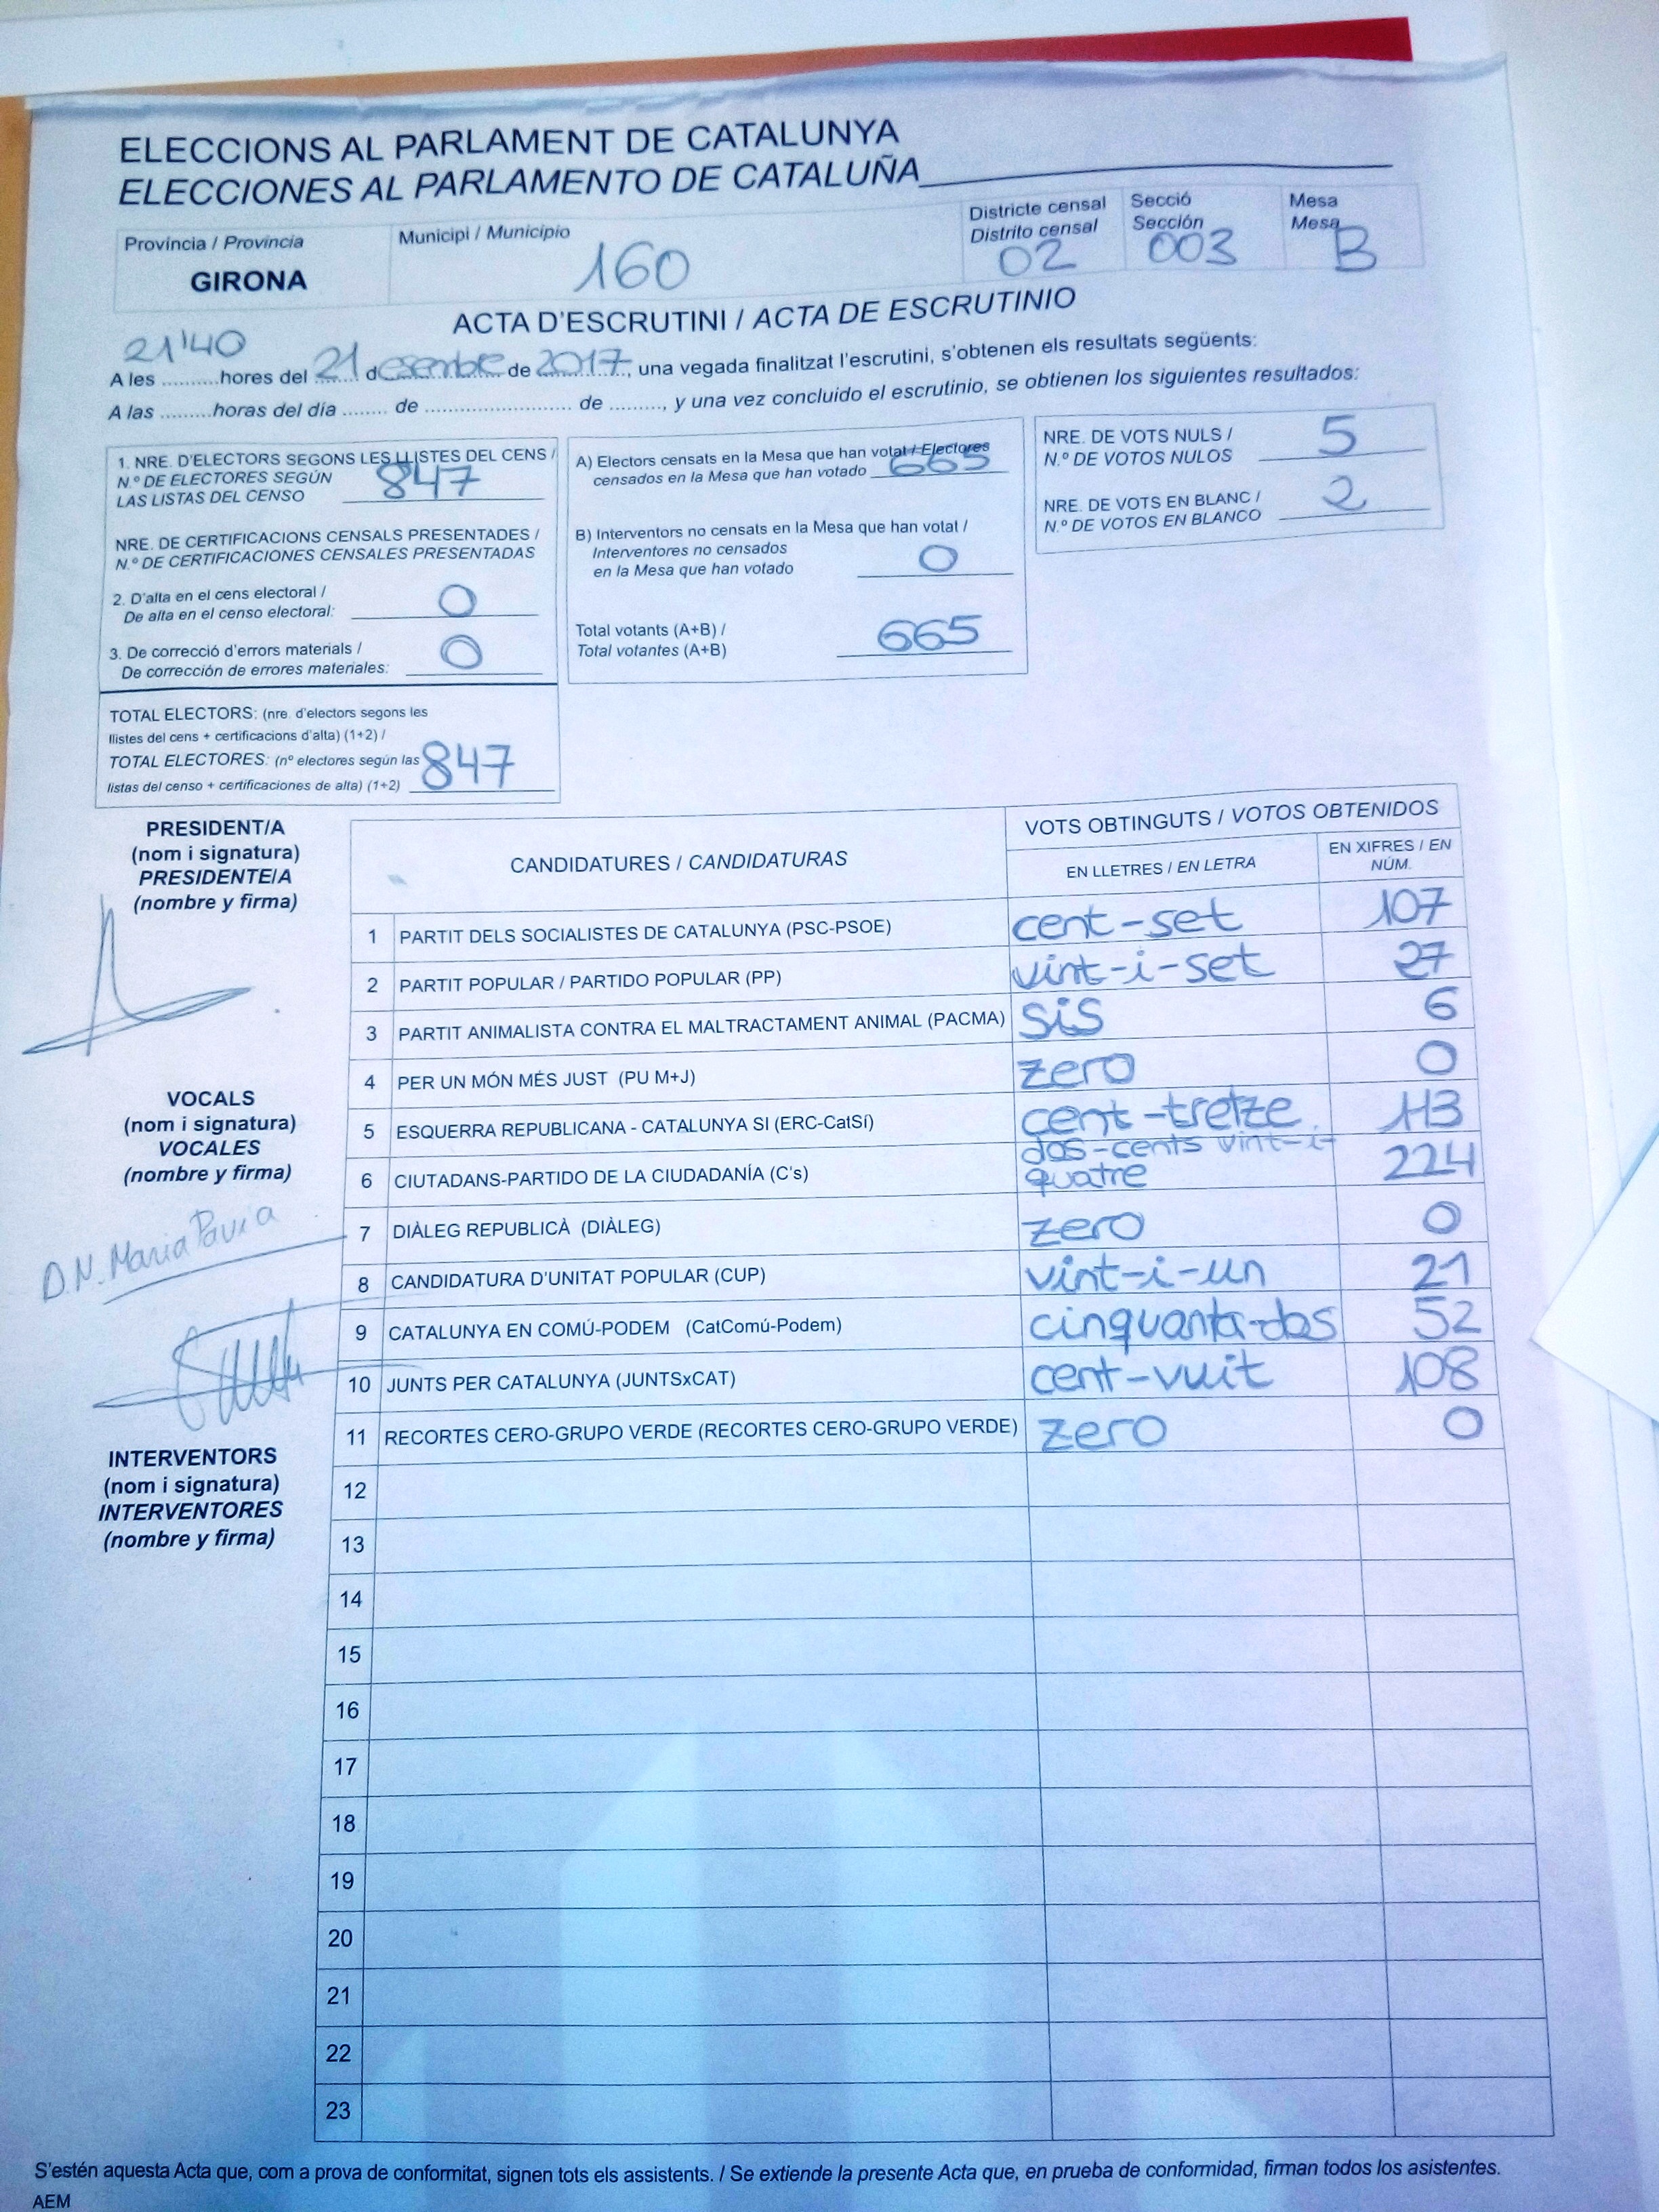 ELECCIONS AL PARLAMENT DE CATALUNYA
ELECCIONES AL PARLAMENTO DE CATALUÑA
Província / Provincia
GIRONA
Municipi / Municipio
160
Districte censal
Distrito censal
02
Secció
Sección
003
Mesa
Mesa
B
ACTA D'ESCRUTINI / ACTA DE ESCRUTINIO
21'40
A les ..........hores del 21 desembre de 2017, una vegada finalitzat l'escrutini, s'obtenen els resultats següents:
A las .........horas del día ........ de .......................... de ........., y una vez concluido el escrutinio, se obtienen los siguientes resultados:
1. NRE. D'ELECTORS SEGONS LES LLISTES DEL CENS /
N.º DE ELECTORES SEGÚN
LAS LISTAS DEL CENSO 847
NRE. DE CERTIFICACIONS CENSALS PRESENTADES /
N.º DE CERTIFICACIONES CENSALES PRESENTADAS
2. D'alta en el cens electoral /
De alta en el censo electoral: 0
3. De correcció d'errors materials /
De corrección de errores materiales: 0
TOTAL ELECTORS: (nre. d'electors segons les
llistes del cens + certificacions d'alta) (1+2) /
TOTAL ELECTORES: (nº electores según las
listas del censo + certificaciones de alta) (1+2) 847
A) Electors censats en la Mesa que han votat / Electores
censados en la Mesa que han votado 665
B) Interventors no censats en la Mesa que han votat /
Interventores no censados
en la Mesa que han votado 0
Total votants (A+B) /
Total votantes (A+B) 665
NRE. DE VOTS NULS /
N.º DE VOTOS NULOS 5
NRE. DE VOTS EN BLANC /
N.º DE VOTOS EN BLANCO 2
PRESIDENT/A
(nom i signatura)
PRESIDENTE/A
(nombre y firma)
VOCALS
(nom i signatura)
VOCALES
(nombre y firma)
D.N. Maria Pavia
INTERVENTORS
(nom i signatura)
INTERVENTORES
(nombre y firma)
CANDIDATURES / CANDIDATURAS
VOTS OBTINGUTS / VOTOS OBTENIDOS
EN LLETRES / EN LETRA
EN XIFRES / EN
NÚM.
1 PARTIT DELS SOCIALISTES DE CATALUNYA (PSC-PSOE) cent-set 107
2 PARTIT POPULAR / PARTIDO POPULAR (PP) vint-i-set 27
3 PARTIT ANIMALISTA CONTRA EL MALTRACTAMENT ANIMAL (PACMA) sis 6
4 PER UN MÓN MÉS JUST (PU M+J) zero 0
5 ESQUERRA REPUBLICANA - CATALUNYA SI (ERC-CatSí) cent-tretze 113
6 CIUTADANS-PARTIDO DE LA CIUDADANÍA (C's) dos-cents vint-i-
quatre 224
7 DIÀLEG REPUBLICÀ (DIÀLEG) zero 0
8 CANDIDATURA D'UNITAT POPULAR (CUP) vint-i-un 21
9 CATALUNYA EN COMÚ-PODEM (CatComú-Podem) cinquanta-dos 52
10 JUNTS PER CATALUNYA (JUNTSxCAT) cent-vuit 108
11 RECORTES CERO-GRUPO VERDE (RECORTES CERO-GRUPO VERDE) zero 0
12
13
14
15
16
17
18
19
20
21
22
23
S'estén aquesta Acta que, com a prova de conformitat, signen tots els assistents. / Se extiende la presente Acta que, en prueba de conformidad, firman todos los asistentes.
AEM